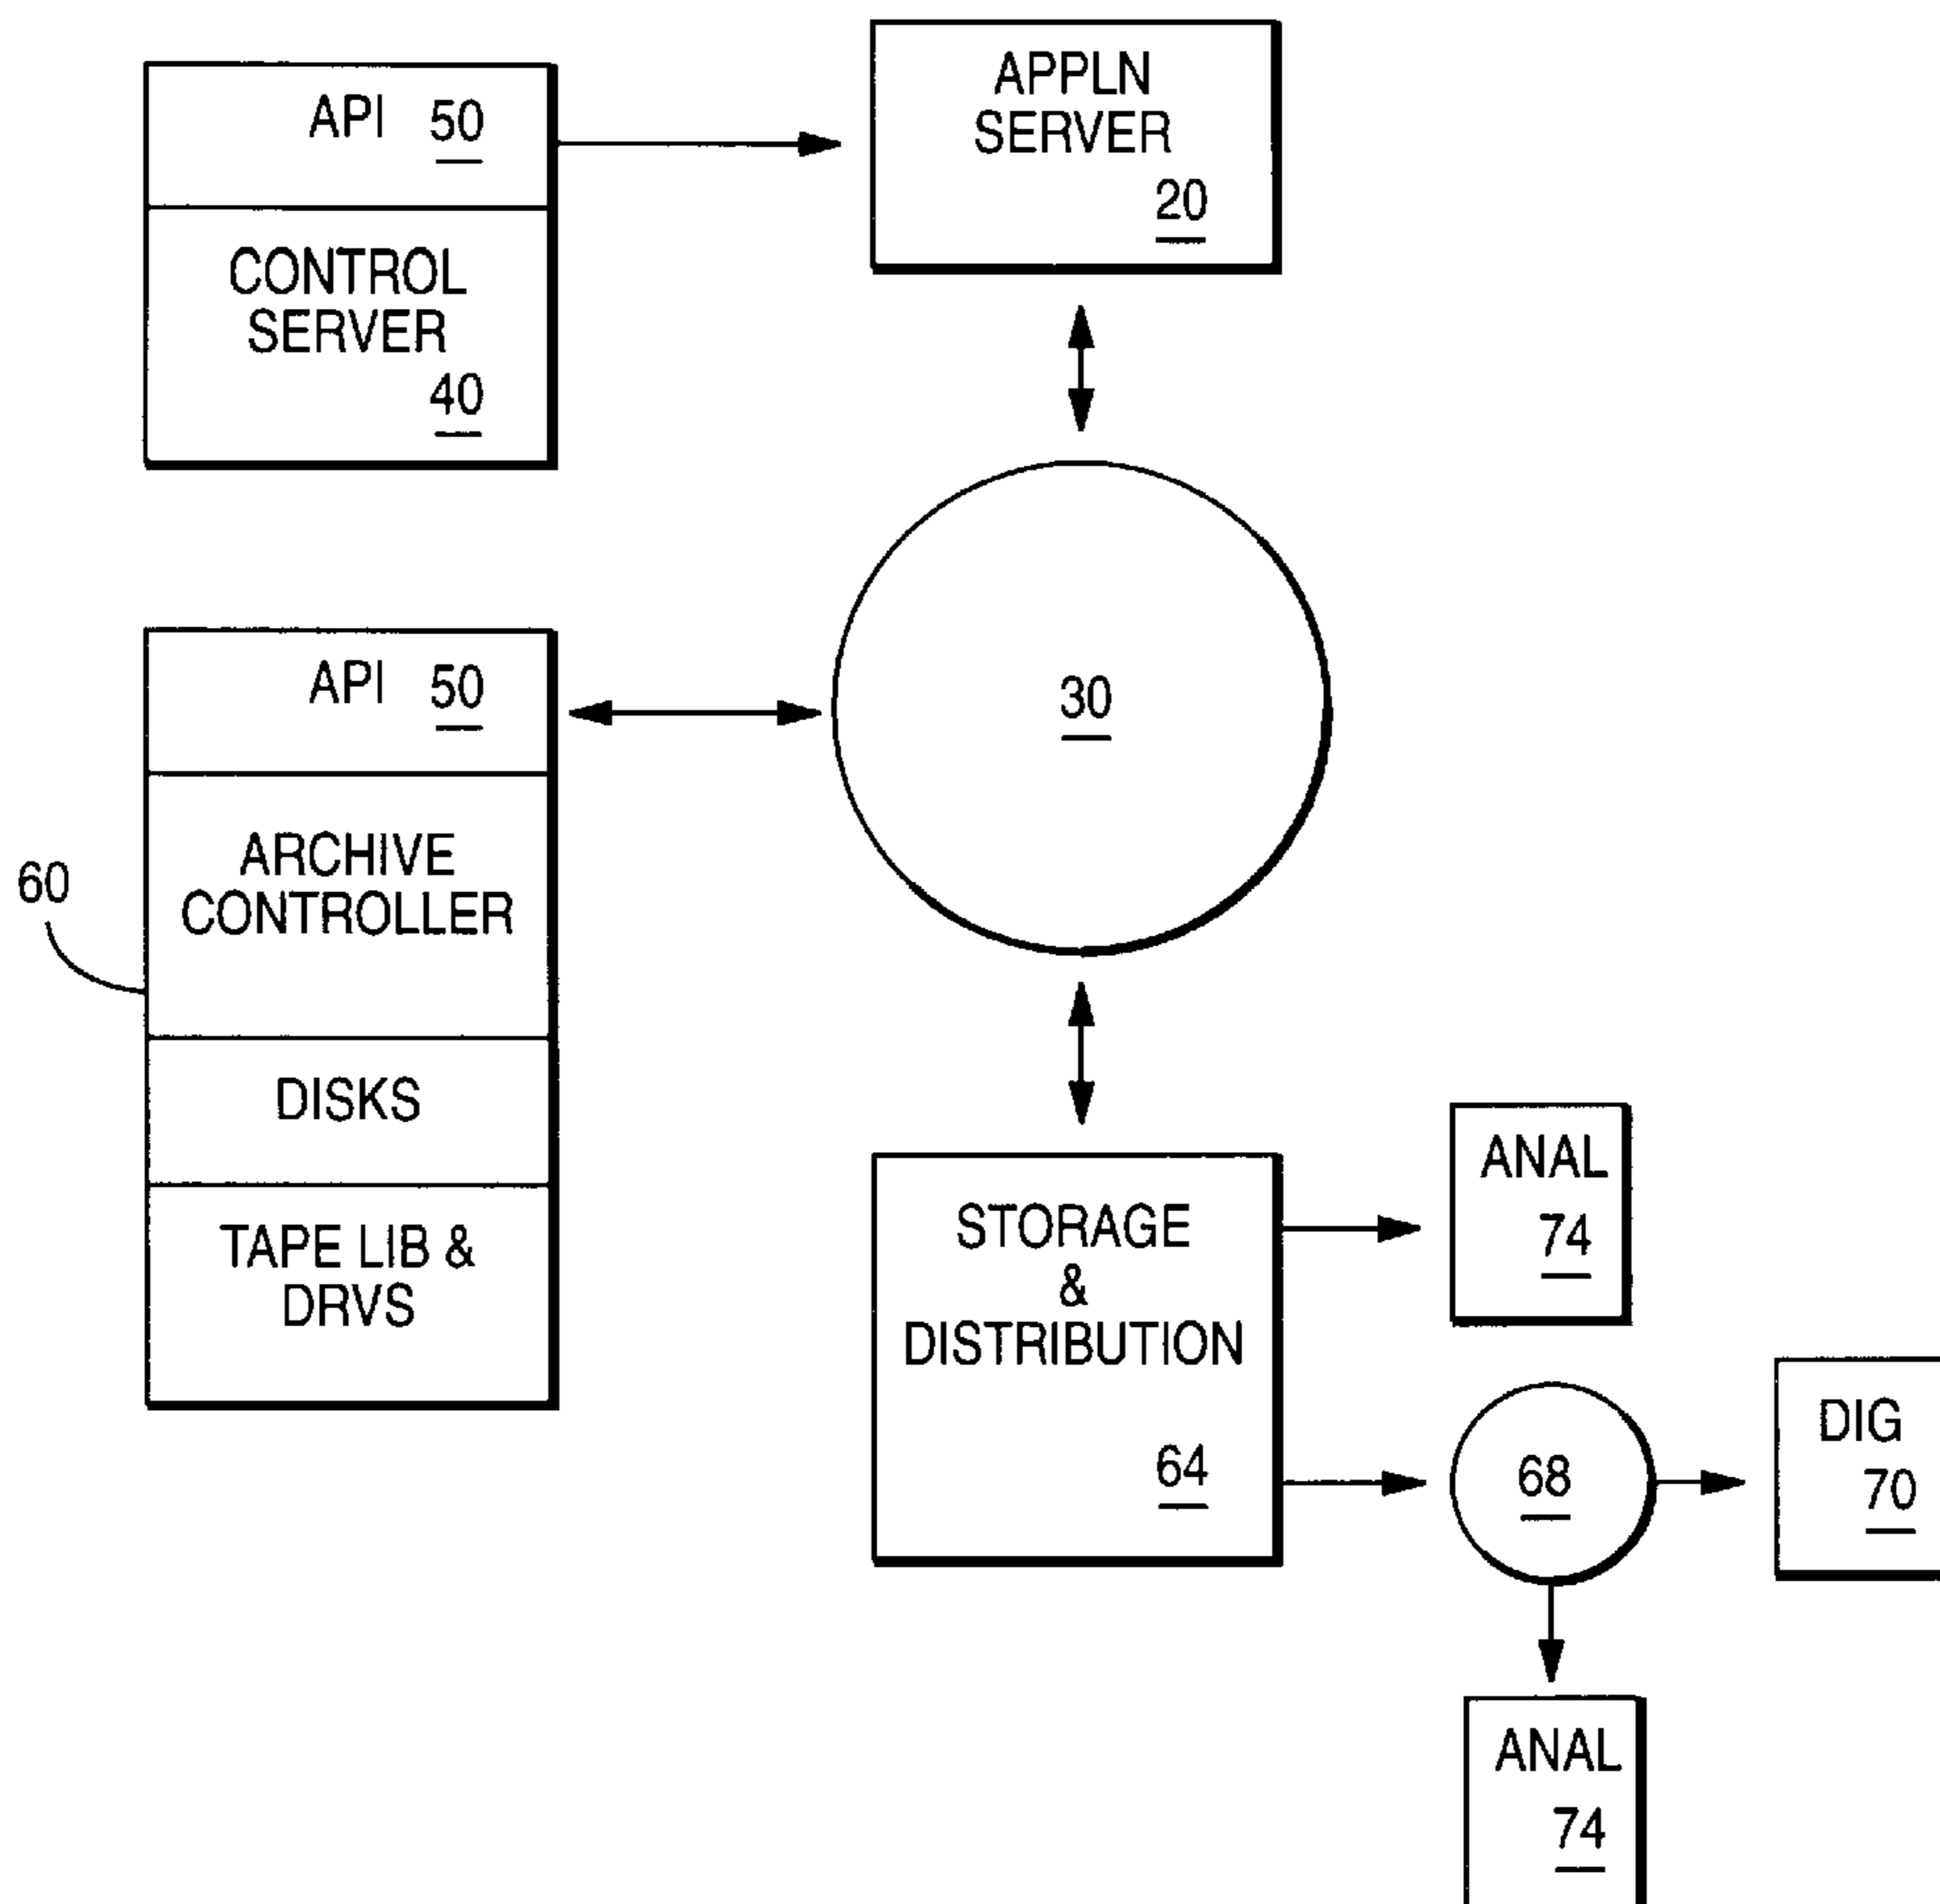 API 50
CONTROL
SERVER
40
APPLN
SERVER
20
30
API 50
60
ARCHIVE
CONTROLLER
DISKS
TAPE LIB &
DRVS
STORAGE
&
DISTRIBUTION
64
ANAL
74
68
DIG
70
ANAL
74